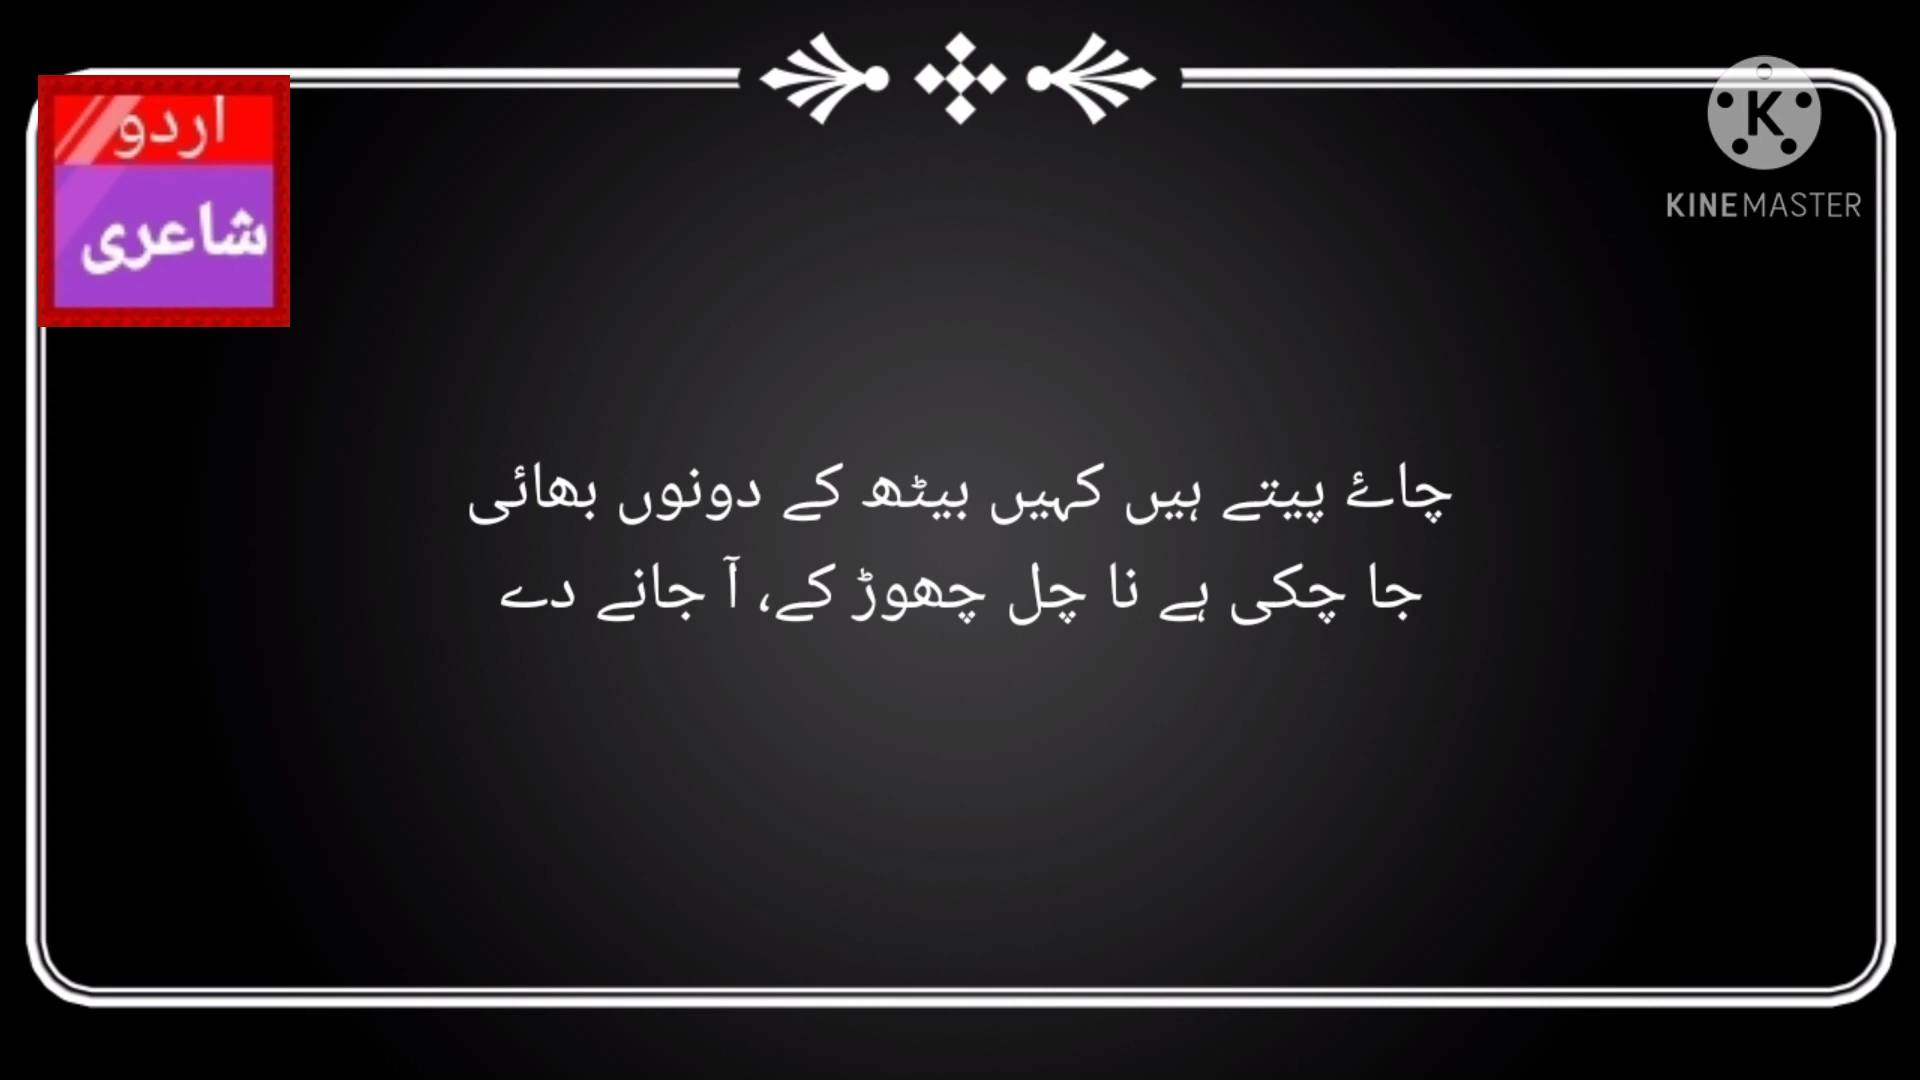 اردو
شاعری
KINEMASTER
چاۓ پیتے ہیں کہیں بیٹھ کے دونوں بھائی
جا چکی ہے نا چل چھوڑ کے، آ جانے دے